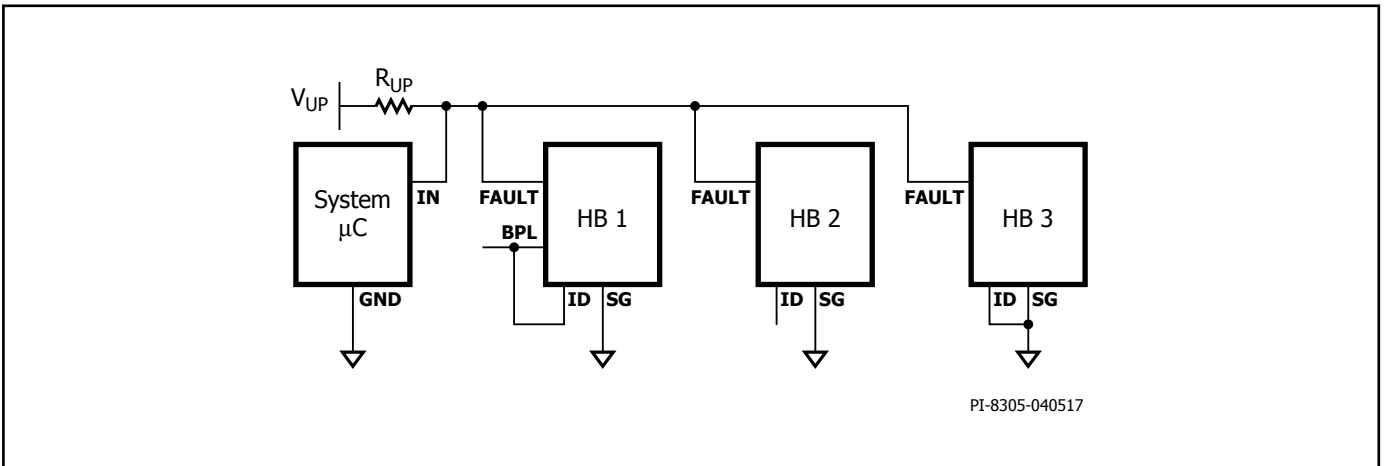 V_UP R_UP
System µC
IN
GND
FAULT
BPL
HB 1
ID SG
FAULT
HB 2
ID SG
FAULT
HB 3
ID SG
PI-8305-040517